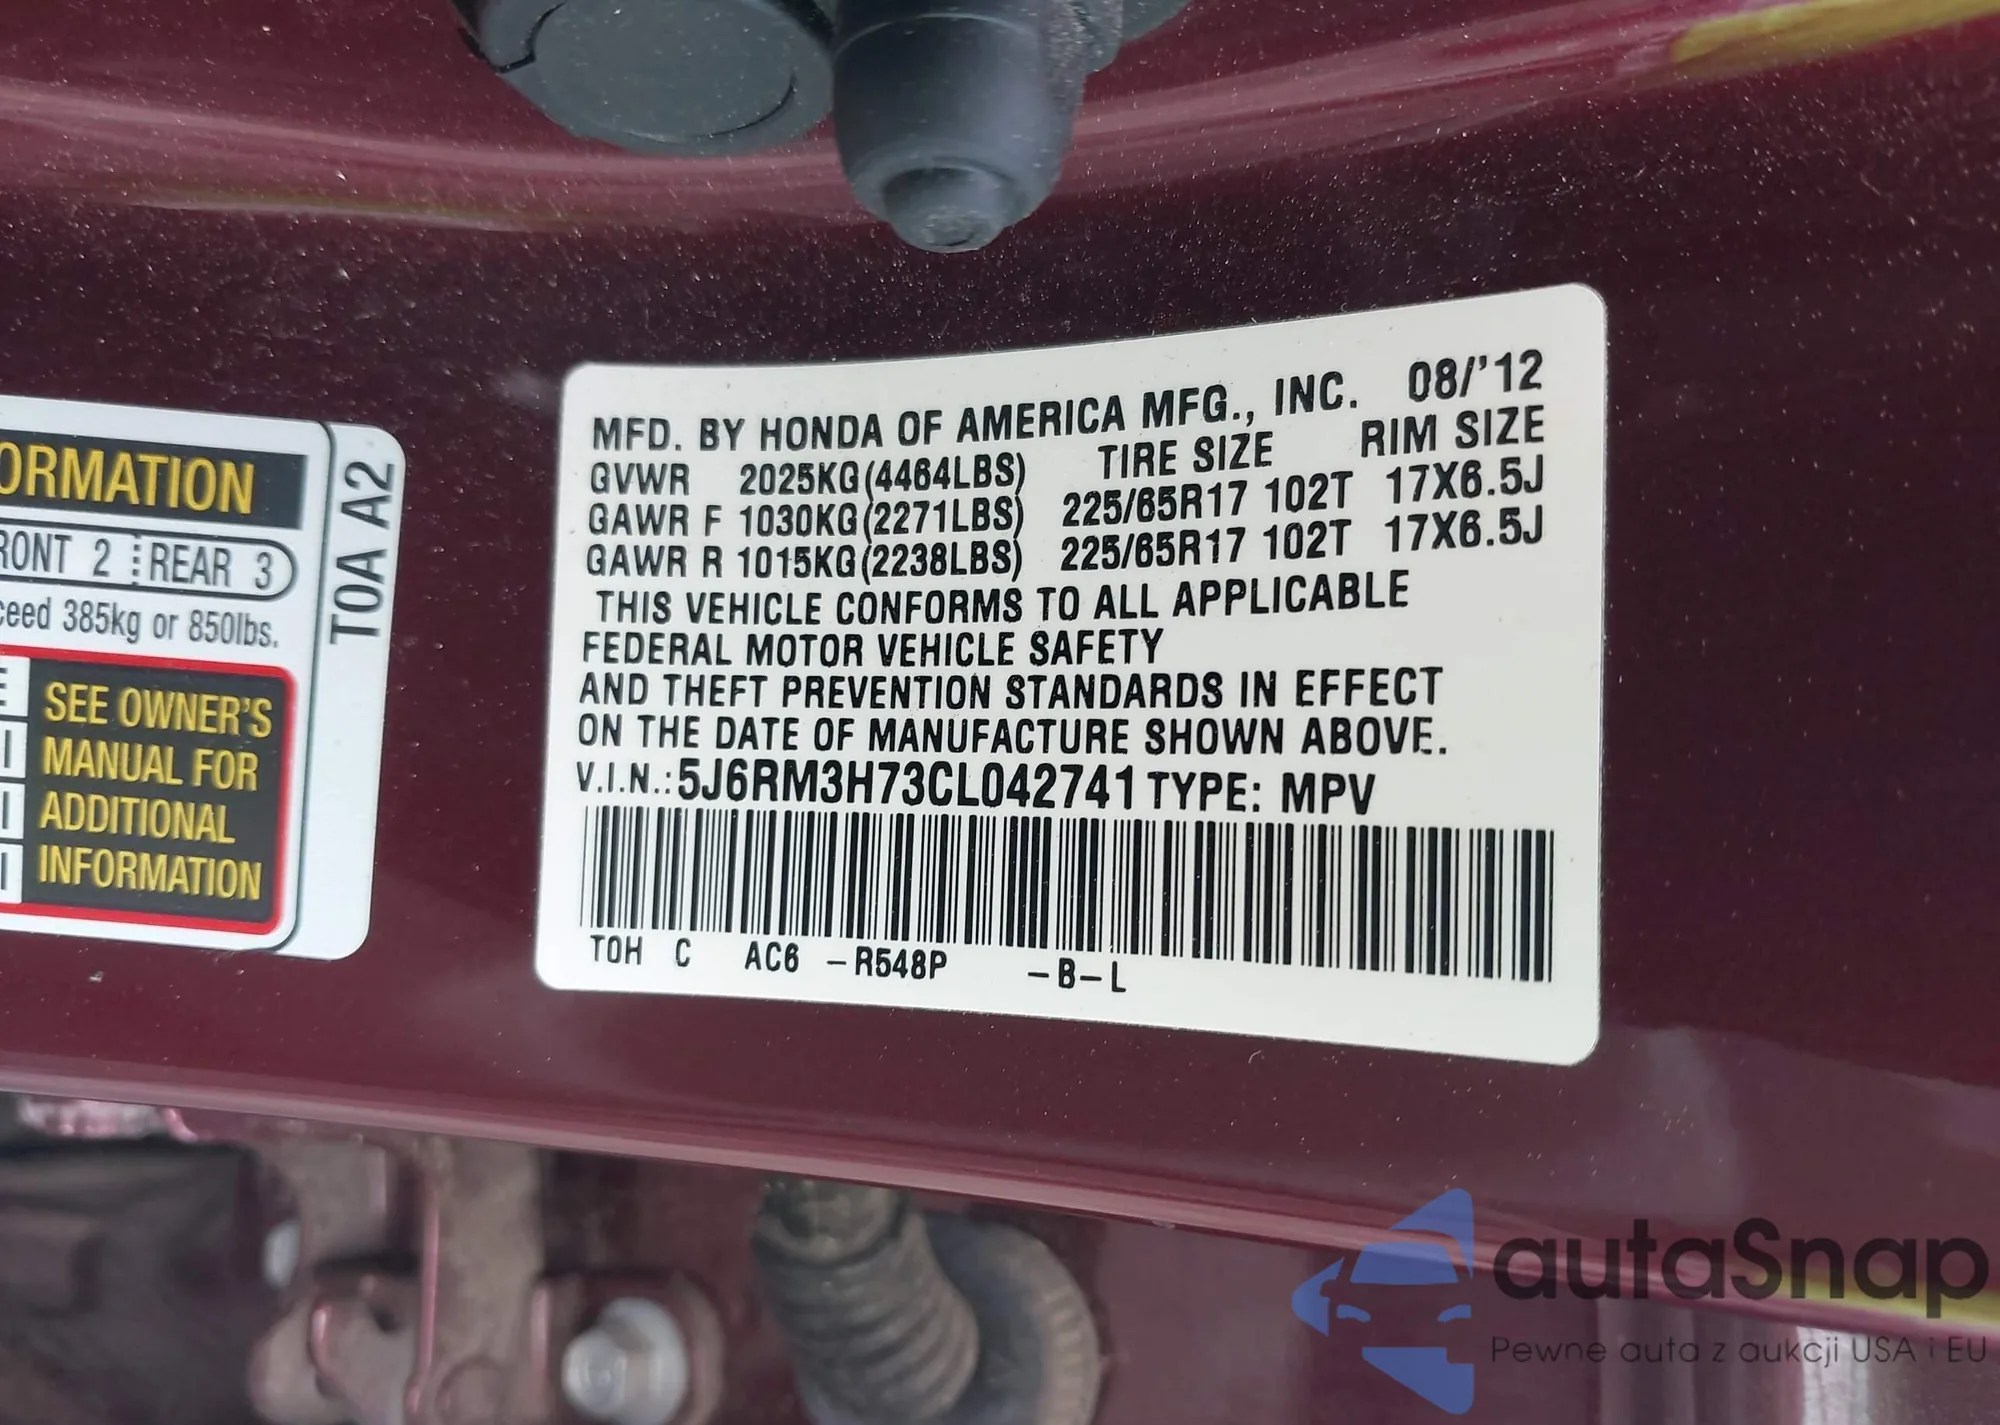 ORMATION
RONT 2 REAR 3
ceed 385kg or 850lbs.
SEE OWNER'S
MANUAL FOR
ADDITIONAL
INFORMATION
T0A A2
MFD. BY HONDA OF AMERICA MFG., INC. 08/'12
GVWR 2025KG(4464LBS) TIRE SIZE RIM SIZE
GAWR F 1030KG(2271LBS) 225/65R17 102T 17X6.5J
GAWR R 1015KG(2238LBS) 225/65R17 102T 17X6.5J
THIS VEHICLE CONFORMS TO ALL APPLICABLE
FEDERAL MOTOR VEHICLE SAFETY
AND THEFT PREVENTION STANDARDS IN EFFECT
ON THE DATE OF MANUFACTURE SHOWN ABOVE.
V.I.N.: 5J6RM3H73CL042741 TYPE: MPV
T0H C AC6 -R548P -B-L
autaSnap
Pewne auta z aukcji USA i EU